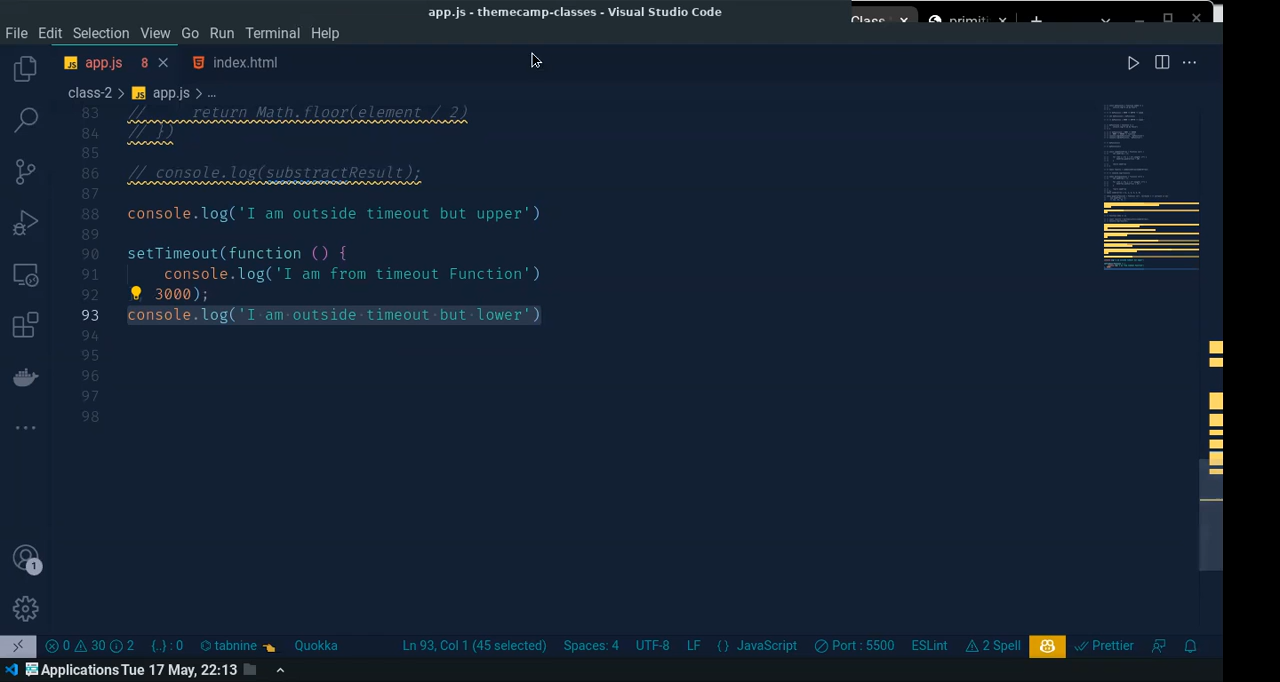 app.js - themecamp-classes - Visual Studio Code
Class
primiti
File Edit Selection View Go Run Terminal Help
app.js 8
index.html
class-2 > app.js > ...
83 // return Math.floor(element / 2)
84 // })
85
86 // console.log(substractResult);
87
88 console.log('I am outside timeout but upper')
89
90 setTimeout(function () {
91 console.log('I am from timeout Function')
92 3000);
93 console.log('I·am·outside·timeout·but·lower')
94
95
96
97
98
1
0 30 2 {..} : 0 tabnine Quokka Ln 93, Col 1 (45 selected) Spaces: 4 UTF-8 LF {} JavaScript Port : 5500 ESLint 2 Spell Prettier
Applications Tue 17 May, 22:13